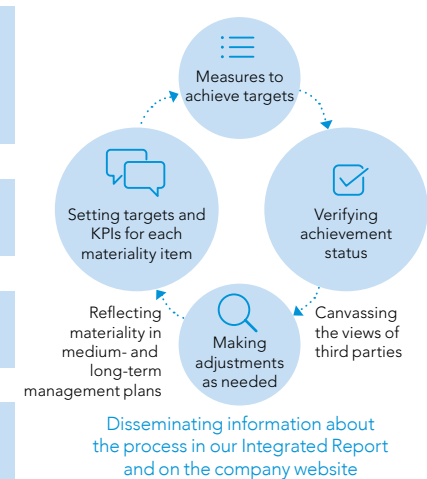 Measures to
achieve targets
Setting targets and
KPIs for each
materiality item
Verifying
achievement
status
Reflecting
materiality in
medium- and
long-term
management plans
Making
adjustments
as needed
Canvassing
the views of
third parties
Disseminating information about
the process in our Integrated Report
and on the company website